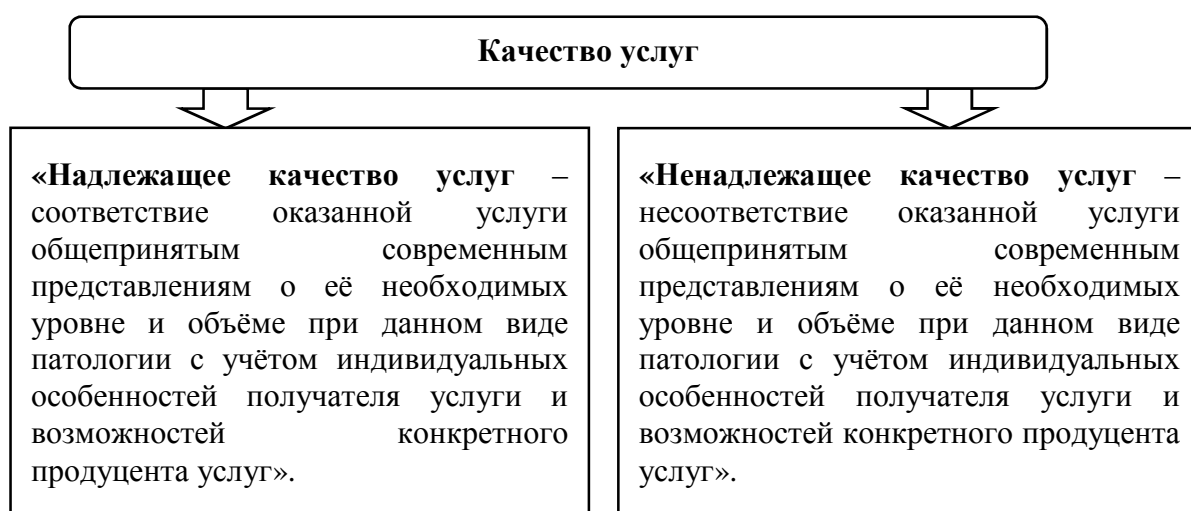 Качество услуг
«Надлежащее качество услуг –
соответствие оказанной услуги
общепринятым современным
представлениям о её необходимых
уровне и объёме при данном виде
патологии с учётом индивидуальных
особенностей получателя услуги и
возможностей конкретного
продуцента услуг».
«Ненадлежащее качество услуг –
несоответствие оказанной услуги
общепринятым современным
представлениям о её необходимых
уровне и объёме при данном виде
патологии с учётом индивидуальных
особенностей получателя услуги и
возможностей конкретного продуцента
услуг».